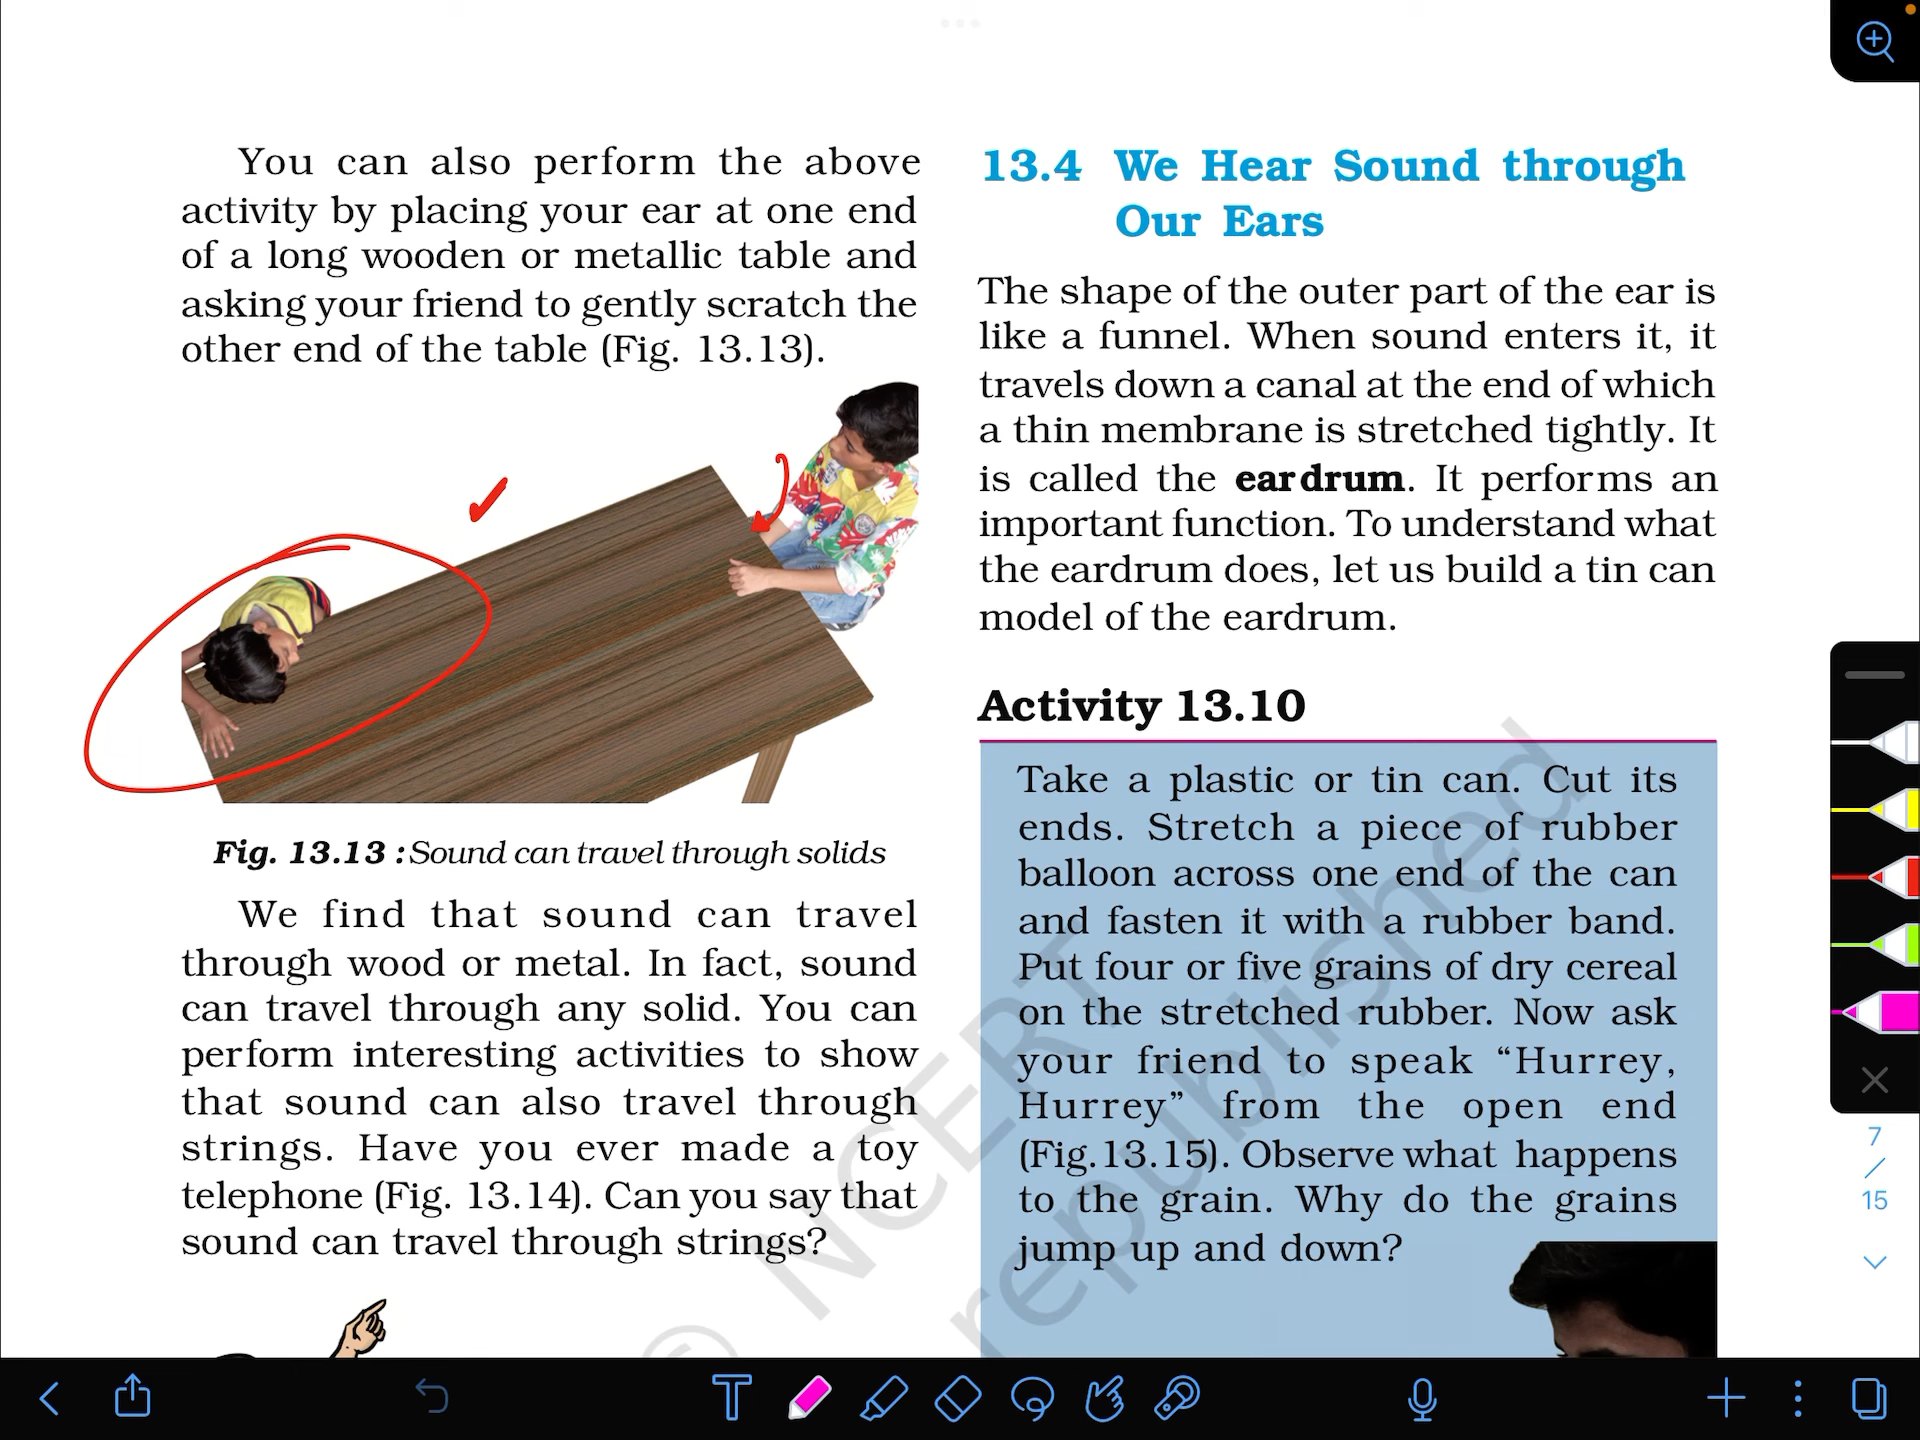 You can also perform the above
activity by placing your ear at one end
of a long wooden or metallic table and
asking your friend to gently scratch the
other end of the table (Fig. 13.13).
Fig. 13.13 : Sound can travel through solids
We find that sound can travel
through wood or metal. In fact, sound
can travel through any solid. You can
perform interesting activities to show
that sound can also travel through
strings. Have you ever made a toy
telephone (Fig. 13.14). Can you say that
sound can travel through strings?
13.4 We Hear Sound through
Our Ears
The shape of the outer part of the ear is
like a funnel. When sound enters it, it
travels down a canal at the end of which
a thin membrane is stretched tightly. It
is called the eardrum. It performs an
important function. To understand what
the eardrum does, let us build a tin can
model of the eardrum.
Activity 13.10
Take a plastic or tin can. Cut its
ends. Stretch a piece of rubber
balloon across one end of the can
and fasten it with a rubber band.
Put four or five grains of dry cereal
on the stretched rubber. Now ask
your friend to speak “Hurrey,
Hurrey” from the open end
(Fig.13.15). Observe what happens
to the grain. Why do the grains
jump up and down?
© NCERT
republished
7
/
15
T